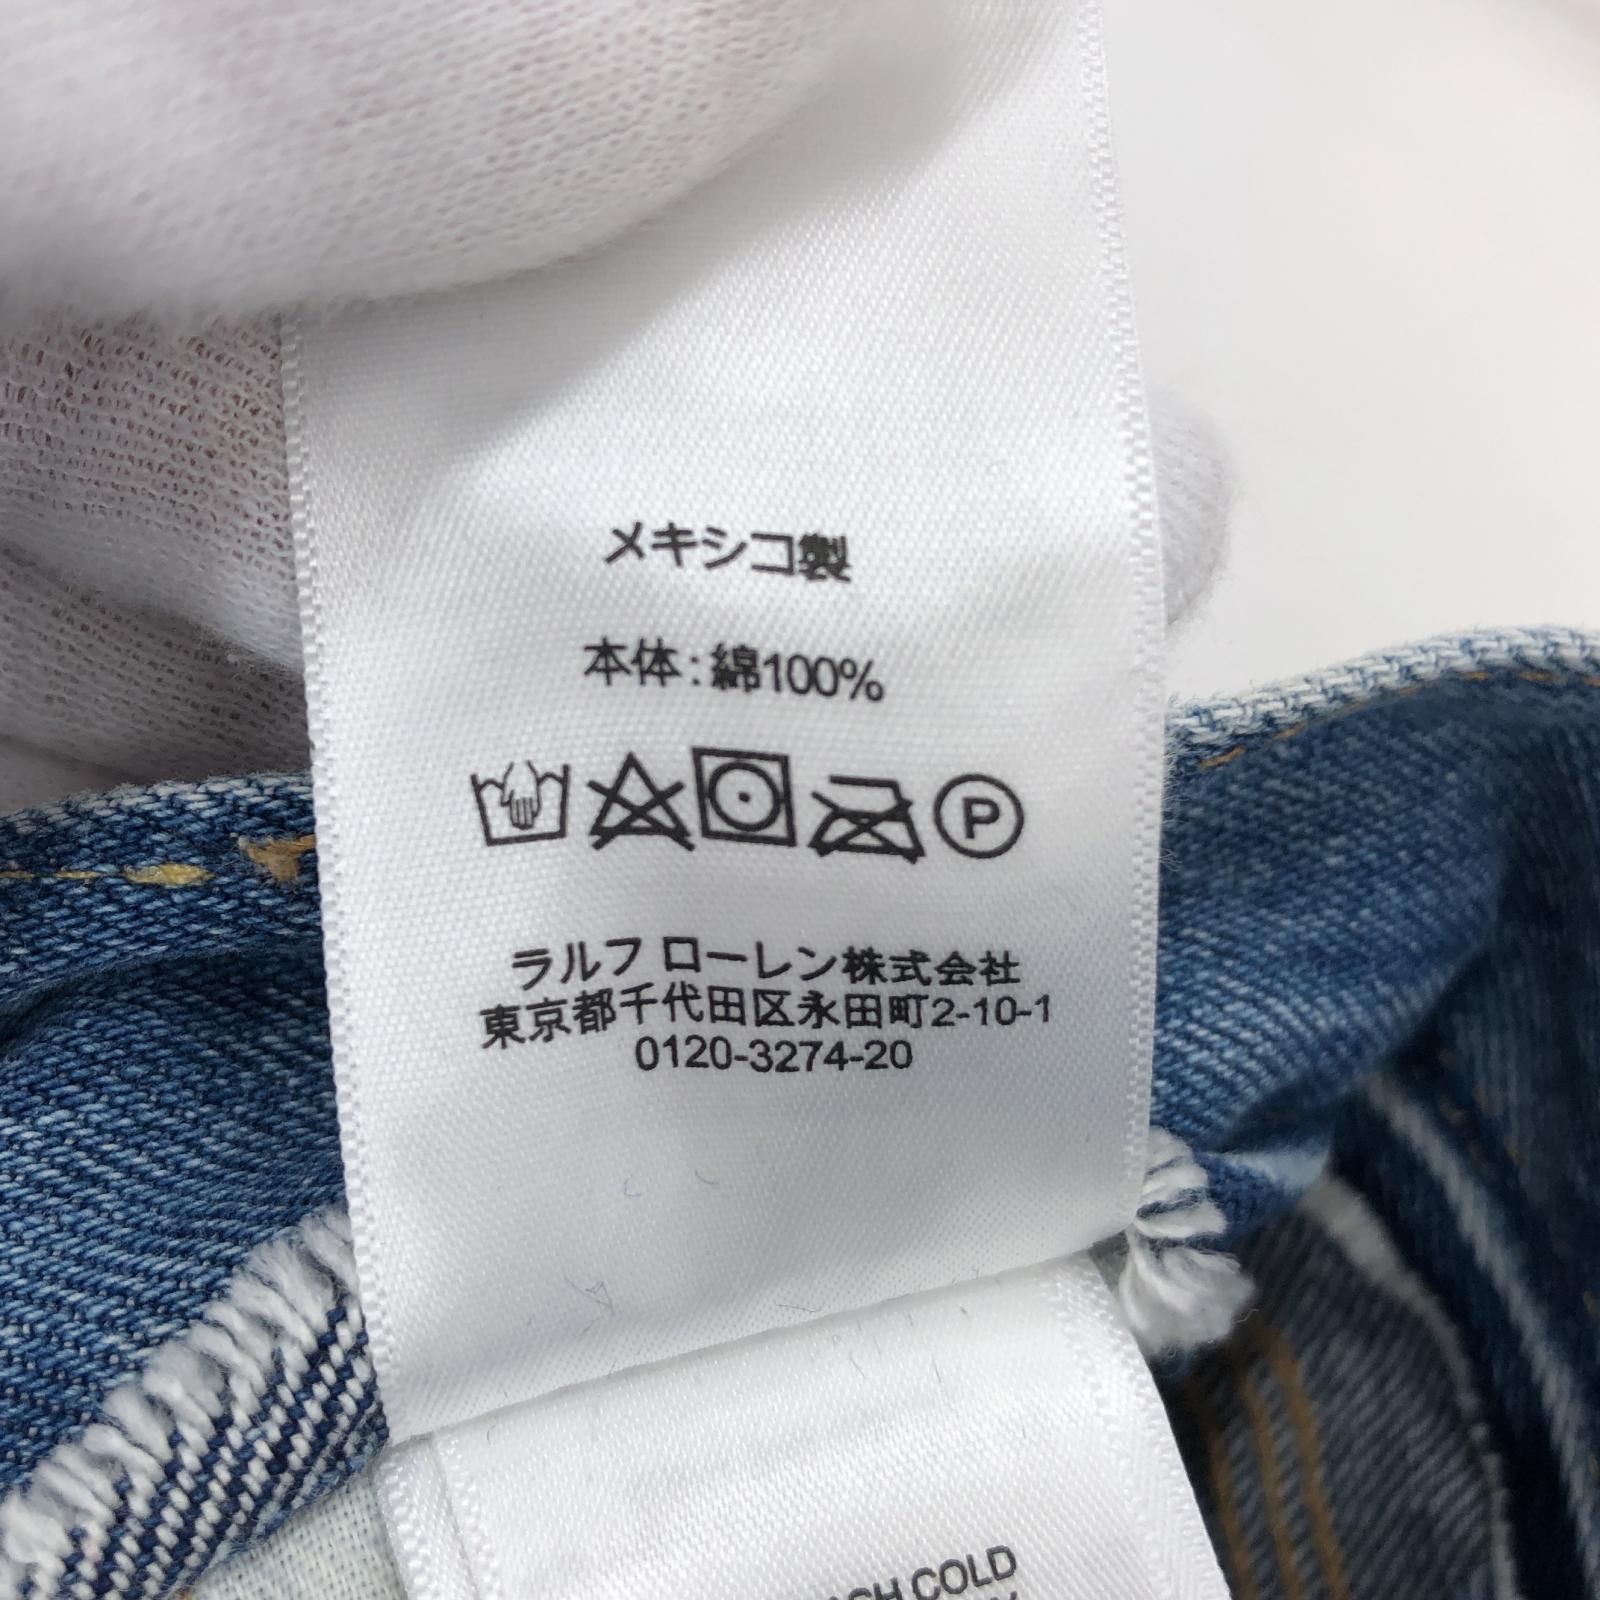 メキシコ製
本体:綿100%
P
ラルフ ローレン株式会社
東京都千代田区永田町2-10-1
0120-3274-20
COLD